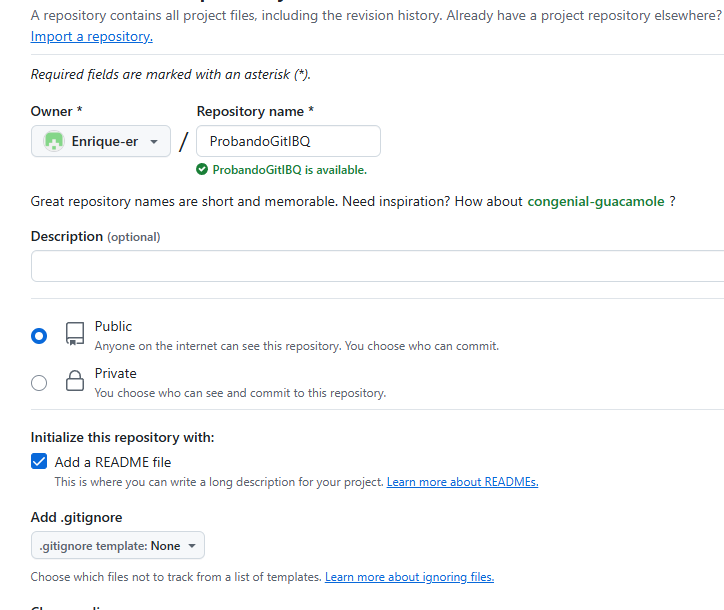 A repository contains all project files, including the revision history. Already have a project repository elsewhere?
Import a repository.
Required fields are marked with an asterisk (*).
Owner * Repository name *
Enrique-er / ProbandoGitIBQ
ProbandoGitIBQ is available.
Great repository names are short and memorable. Need inspiration? How about congenial-guacamole ?
Description (optional)
Public
Anyone on the internet can see this repository. You choose who can commit.
Private
You choose who can see and commit to this repository.
Initialize this repository with:
Add a README file
This is where you can write a long description for your project. Learn more about READMEs.
Add .gitignore
.gitignore template: None
Choose which files not to track from a list of templates. Learn more about ignoring files.